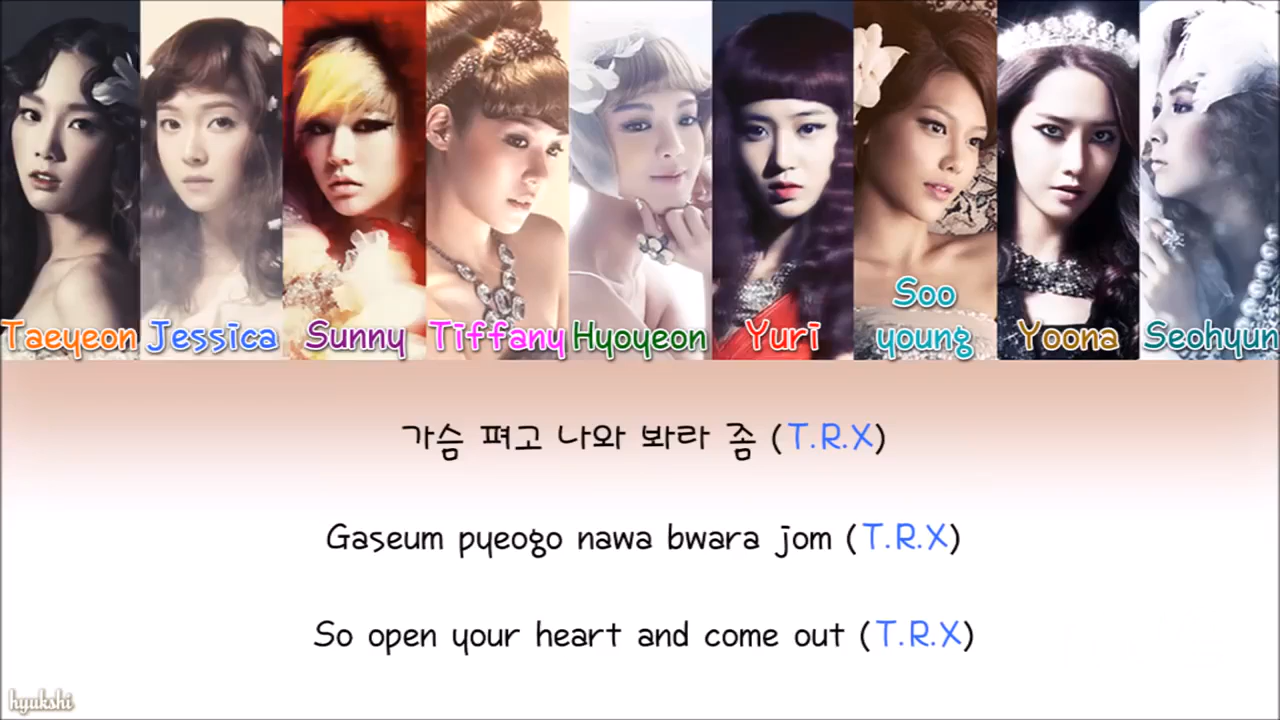 Taeyeon Jessica Sunny Tiffany Hyoyeon Yuri Soo young Yoona Seohyun
가슴 펴고 나와 봐라 좀 (T.R.X)
Gaseum pyeogo nawa bwara jom (T.R.X)
So open your heart and come out (T.R.X)
hyukshi